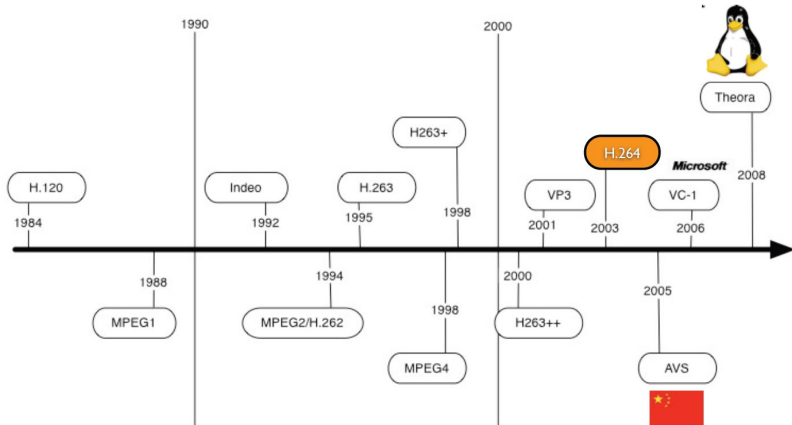 1990
2000
Theora
H263+
H.264
Microsoft
H.120
Indeo
H.263
VP3
VC-1
2008
1984
1992
1995
1998
2001
2003
2006
1988
1994
2000
2005
1998
MPEG1
MPEG2/H.262
H263++
MPEG4
AVS